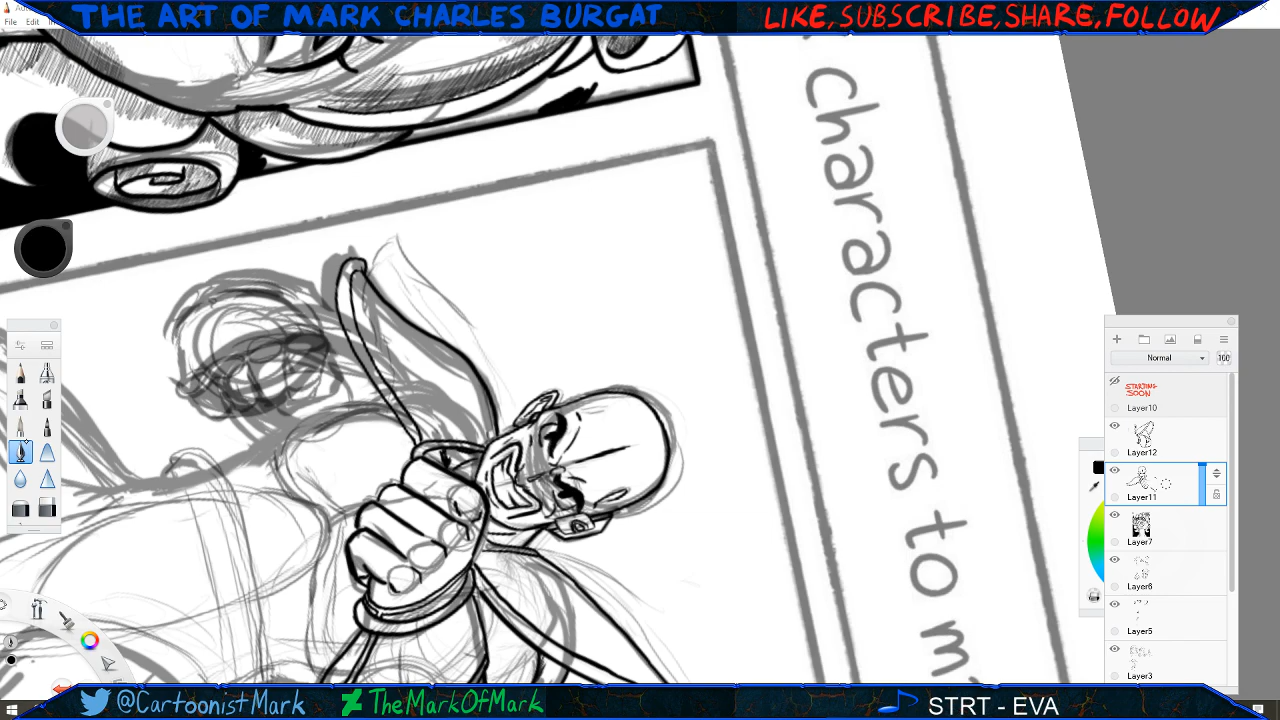 THE ART OF MARK CHARLES BURGAT
LIKE, SUBSCRIBE, SHARE, FOLLOW
File Edit
characters to m
Normal
100
STARTING
SOON
Layer10
Layer12
Layer11
Layer7
Layer6
Layer5
Layer3
@CartoonistMark
TheMarkOfMark
STRT - EVA